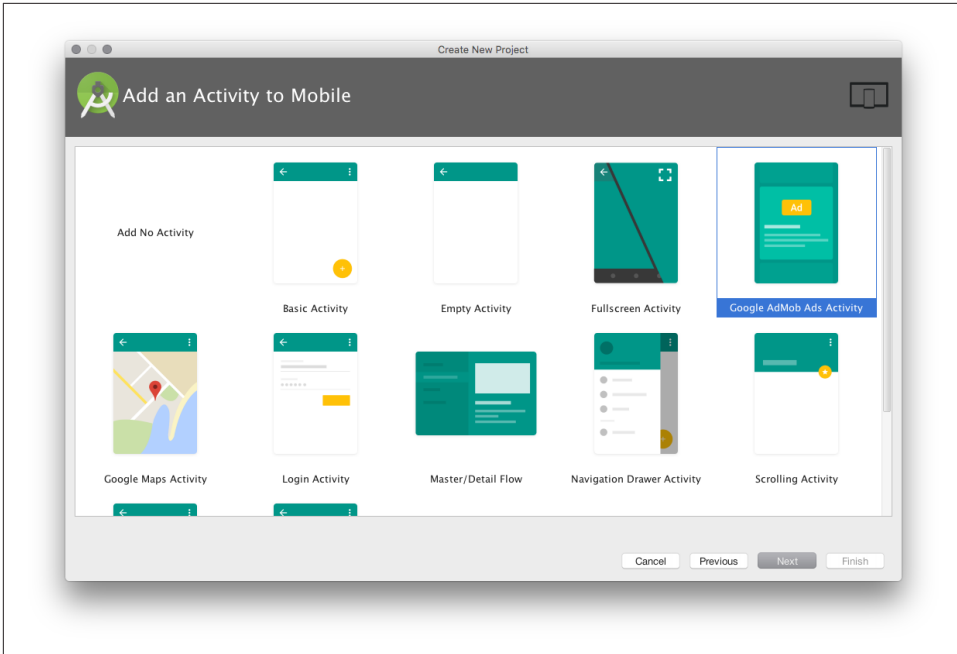 Create New Project
Add an Activity to Mobile
Ad
Add No Activity
Basic Activity
Empty Activity
Fullscreen Activity
Google AdMob Ads Activity
Google Maps Activity
Login Activity
Master/Detail Flow
Navigation Drawer Activity
Scrolling Activity
Cancel
Previous
Next
Finish